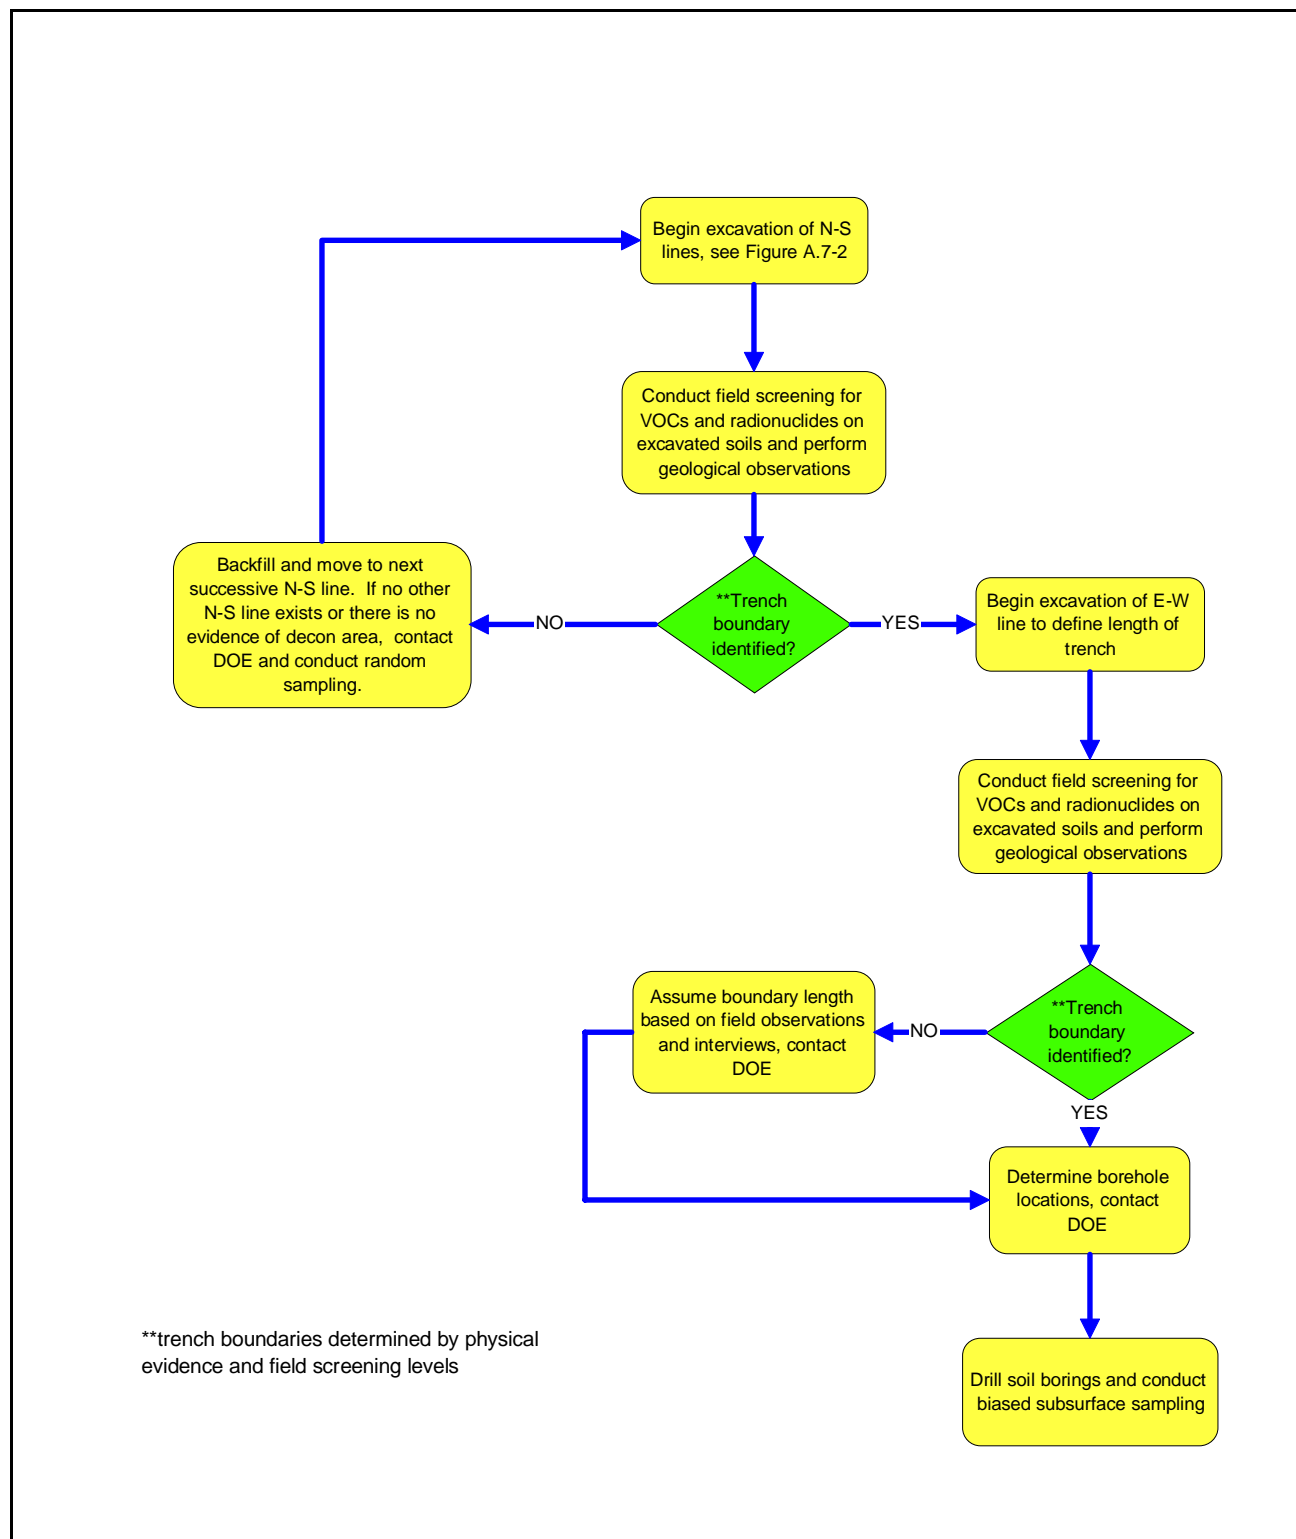 Begin excavation of N-S
lines, see Figure A.7-2
Conduct field screening for
VOCs and radionuclides on
excavated soils and perform
geological observations
Backfill and move to next
successive N-S line.  If no other
N-S line exists or there is no
evidence of decon area,  contact
DOE and conduct random
sampling.
NO
**Trench
boundary
identified?
YES
Begin excavation of E-W
line to define length of
trench
Conduct field screening for
VOCs and radionuclides on
excavated soils and perform
geological observations
Assume boundary length
based on field observations
and interviews, contact
DOE
NO
**Trench
boundary
identified?
YES
Determine borehole
locations, contact
DOE
**trench boundaries determined by physical
evidence and field screening levels
Drill soil borings and conduct
biased subsurface sampling